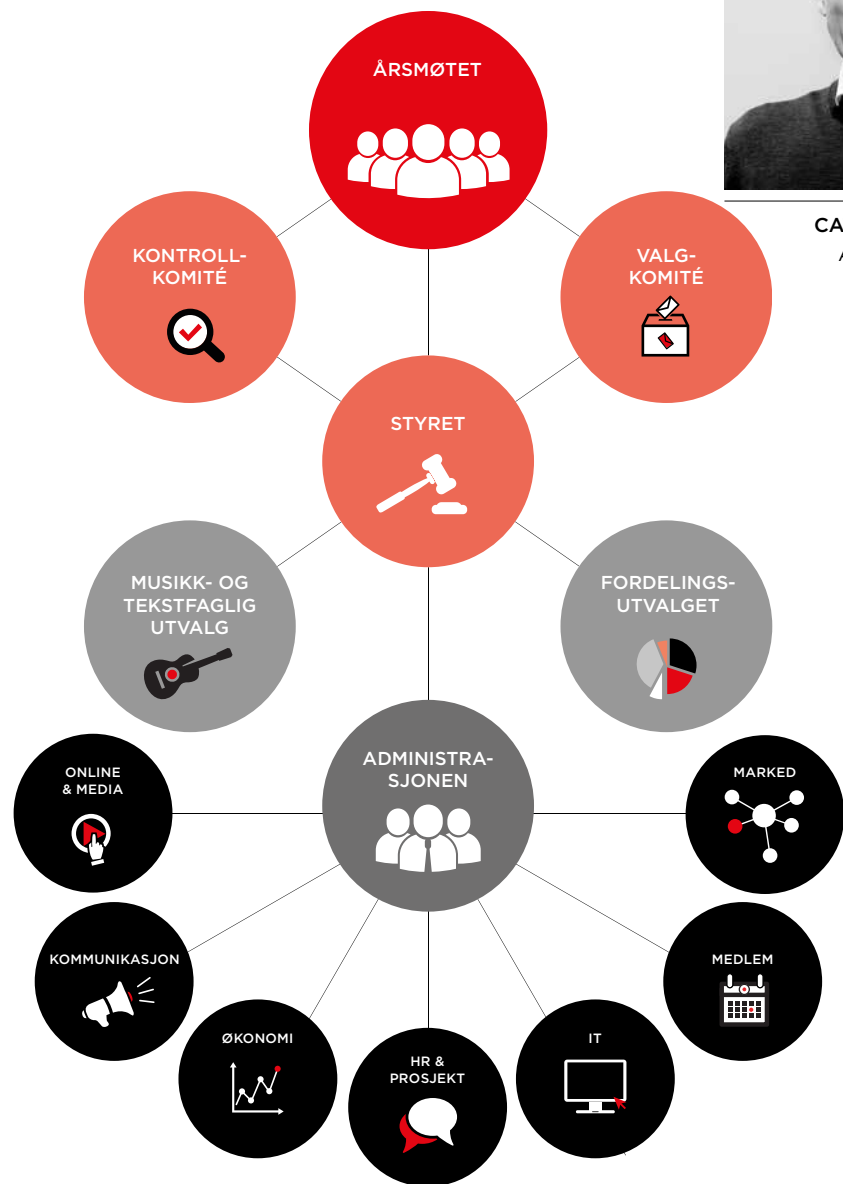 ÅRSMØTET
KONTROLL-
KOMITÉ
VALG-
KOMITÉ
CA
STYRET
MUSIKK- OG
TEKSTFAGLIG
UTVALG
FORDELINGS-
UTVALGET
ADMINISTRA-
SJONEN
ONLINE
& MEDIA
MARKED
KOMMUNIKASJON
MEDLEM
ØKONOMI
IT
HR &
PROSJEKT